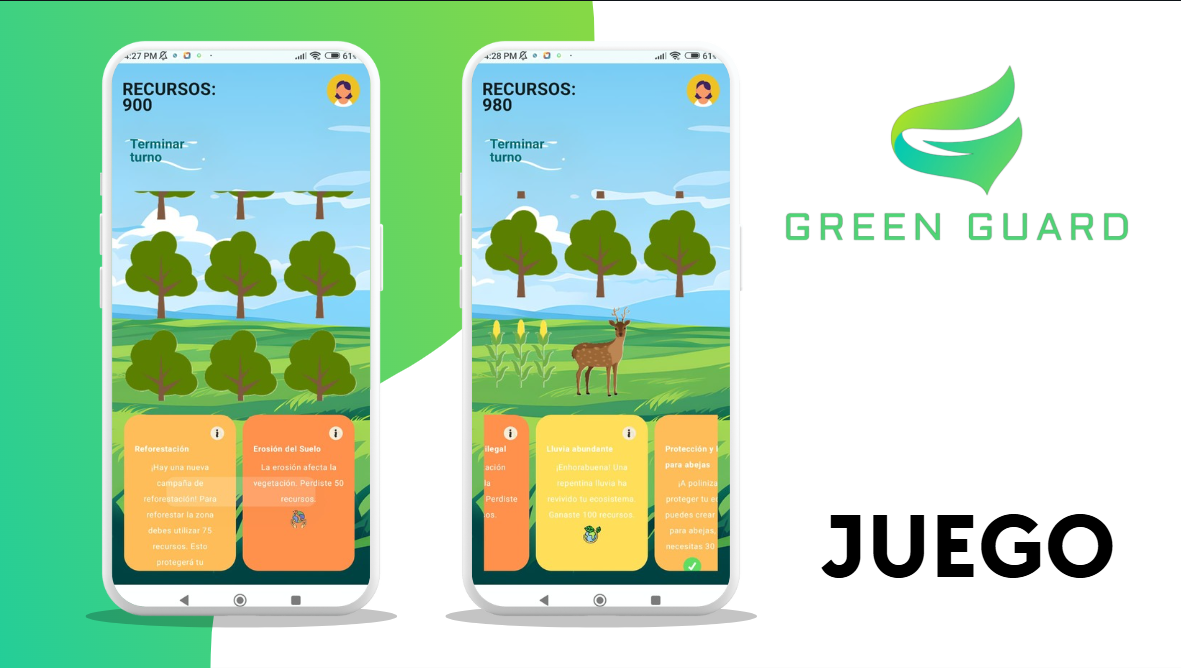 4:27 PM
61
RECURSOS:
900
Terminar
turno
Reforestación
¡Hay una nueva
campaña de
reforestación! Para
reforestar la zona
debes utilizar 75
recursos. Esto
protegerá tu
Erosión del Suelo
La erosión afecta la
vegetación. Perdiste 50
recursos.
4:28 PM
61
RECURSOS:
980
Terminar
turno
ilegal
ación
la
Perdiste
os.
Lluvia abundante
¡Enhorabuena! Una
repentina lluvia ha
revivido tu ecosistema.
Ganaste 100 recursos.
Protección y
para abejas
¡A poliniz
proteger tu e
puedes crear
para abejas,
necesitas 30
GREEN GUARD
JUEGO